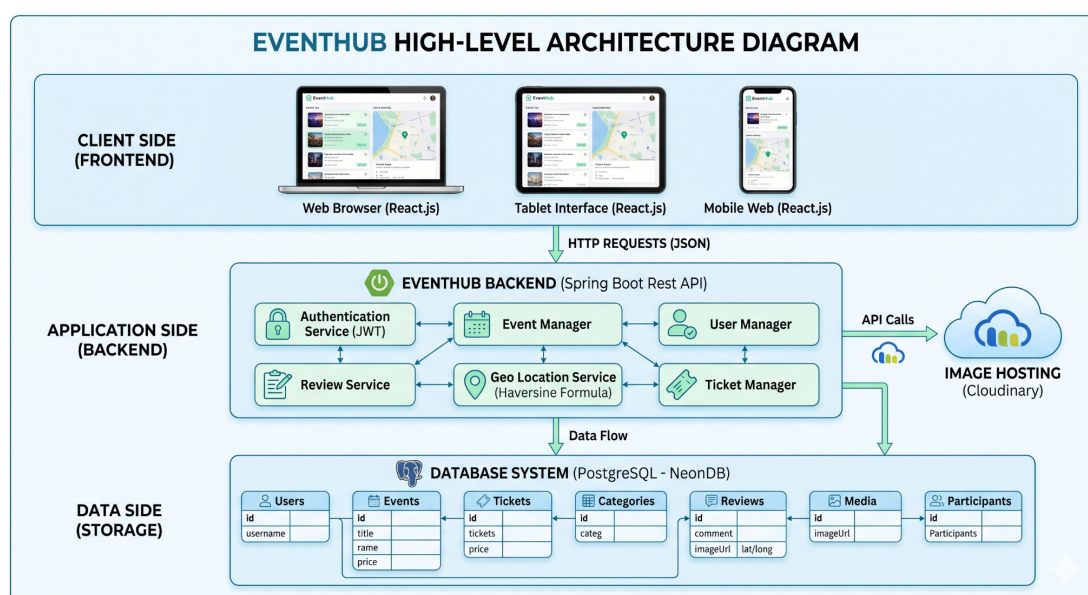 EVENTHUB HIGH-LEVEL ARCHITECTURE DIAGRAM
CLIENT SIDE
(FRONTEND)
EventHub
EventHub
EventHub
Web Browser (React.js)
Tablet Interface (React.js)
Mobile Web (React.js)
HTTP REQUESTS (JSON)
APPLICATION SIDE
(BACKEND)
EVENTHUB BACKEND (Spring Boot Rest API)
Authentication
Service (JWT)
Event Manager
User Manager
Review Service
Geo Location Service
(Haversine Formula)
Ticket Manager
API Calls
IMAGE HOSTING
(Cloudinary)
Data Flow
DATA SIDE
(STORAGE)
DATABASE SYSTEM (PostgreSQL - NeonDB)
Users
id
username
Events
id
title
rame
price
Tickets
id
tickets
price
Categories
id
categ
Reviews
id
comment
imageUrl lat/long
Media
id
imageUrl
Participants
id
Participants